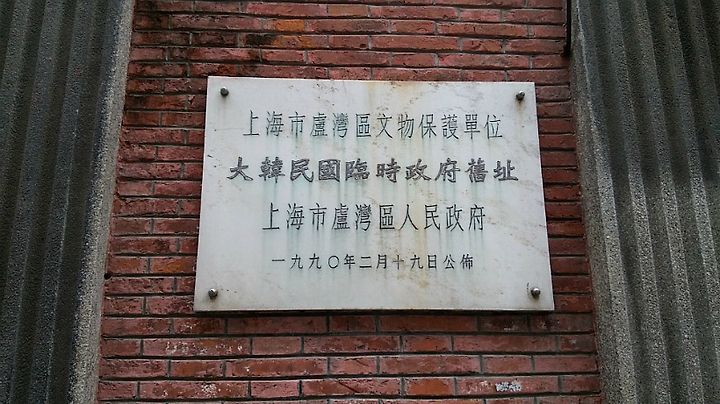 上海市盧灣區文物保護單位
大韓民國臨時政府舊址
上海市盧灣區人民政府
一九九〇年二月十九日公佈